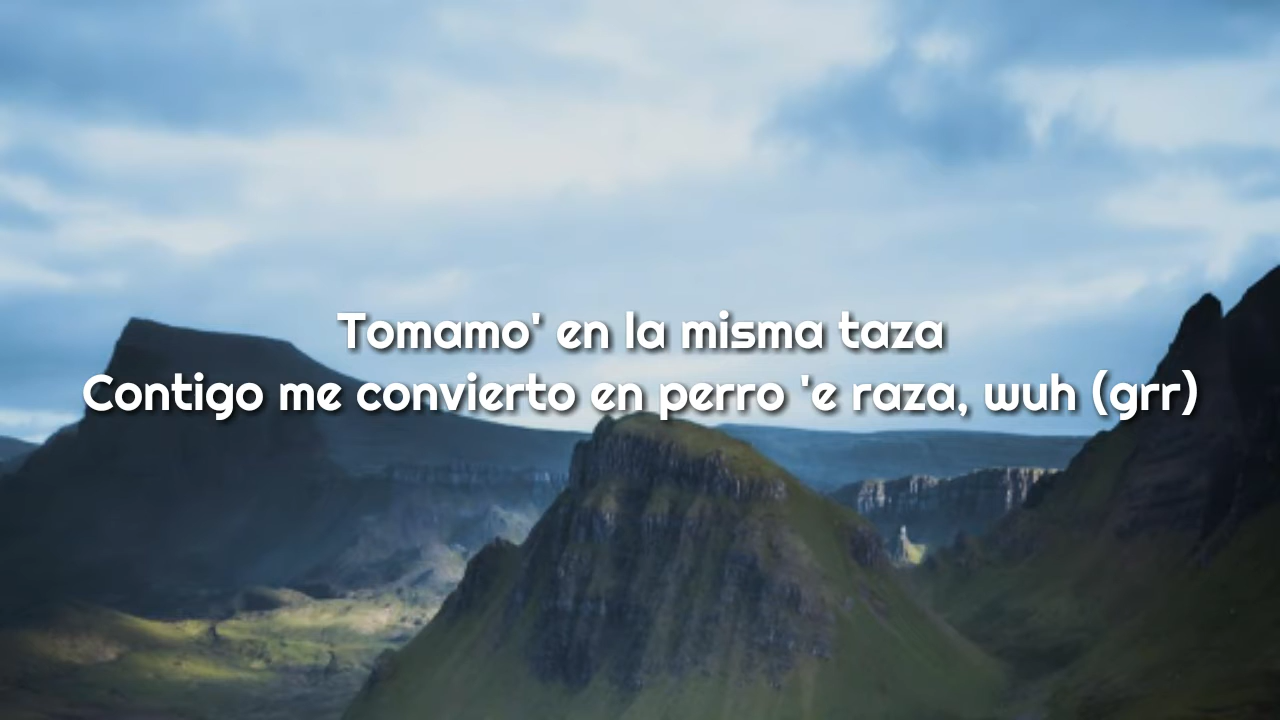 Tomamo' en la misma taza
Contigo me convierto en perro 'e raza, wuh (grr)